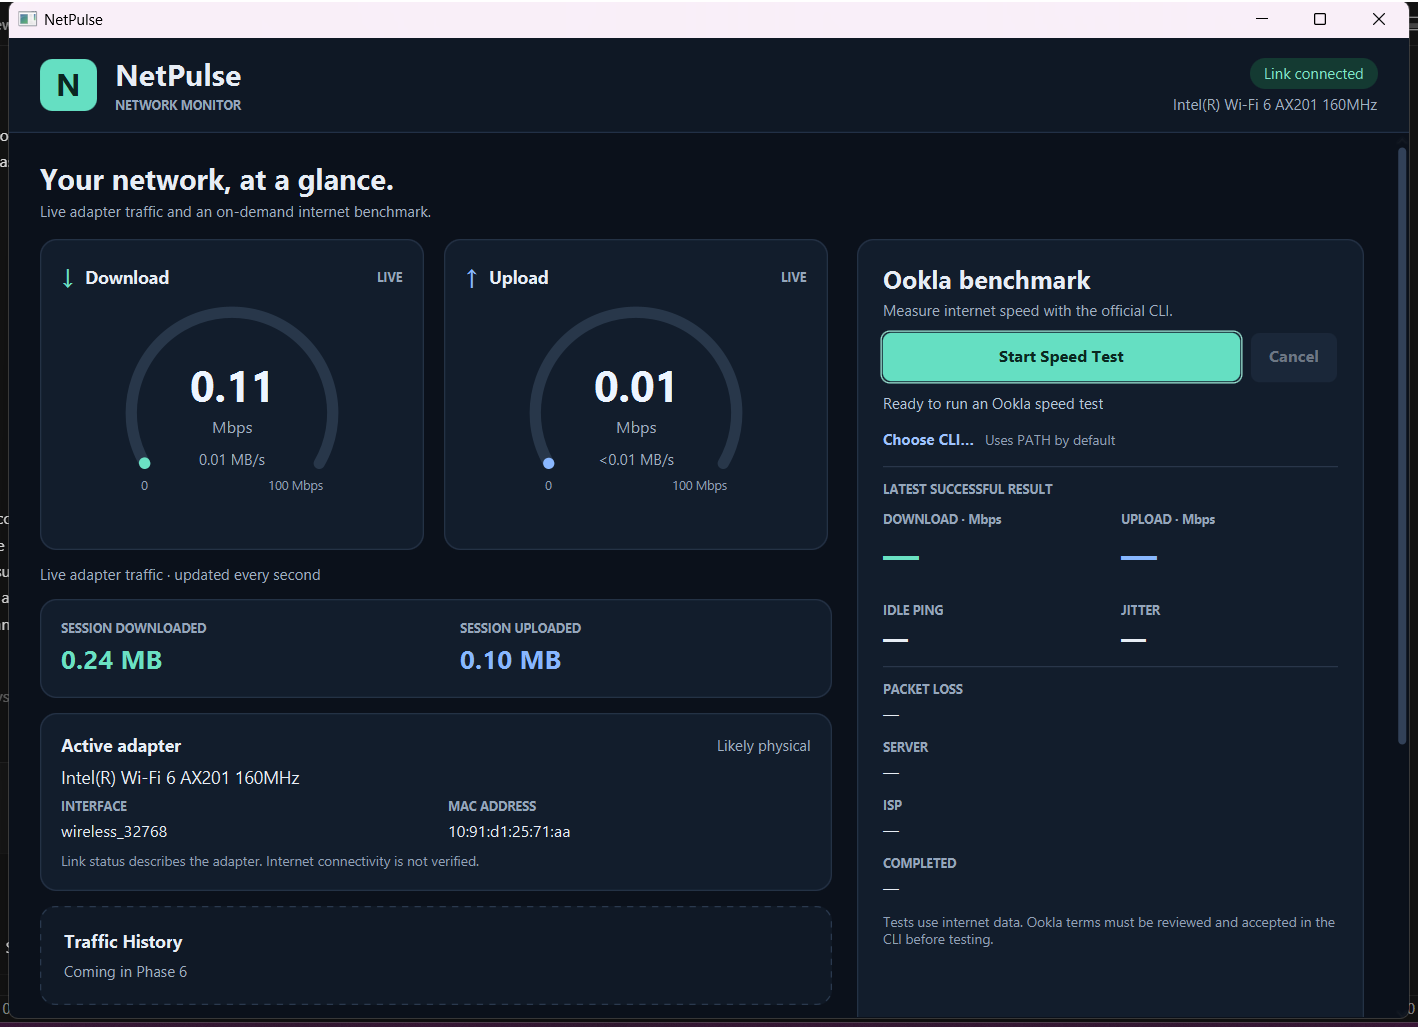 NetPulse
N
NetPulse
NETWORK MONITOR
Link connected
Intel(R) Wi-Fi 6 AX201 160MHz
Your network, at a glance.
Live adapter traffic and an on-demand internet benchmark.
↓ Download LIVE
0.11
Mbps
0.01 MB/s
0 100 Mbps
↑ Upload LIVE
0.01
Mbps
<0.01 MB/s
0 100 Mbps
Live adapter traffic · updated every second
SESSION DOWNLOADED SESSION UPLOADED
0.24 MB 0.10 MB
Active adapter Likely physical
Intel(R) Wi-Fi 6 AX201 160MHz
INTERFACE MAC ADDRESS
wireless_32768 10:91:d1:25:71:aa
Link status describes the adapter. Internet connectivity is not verified.
Traffic History
Coming in Phase 6
Ookla benchmark
Measure internet speed with the official CLI.
Start Speed Test Cancel
Ready to run an Ookla speed test
Choose CLI... Uses PATH by default
LATEST SUCCESSFUL RESULT
DOWNLOAD · Mbps UPLOAD · Mbps
— —
IDLE PING JITTER
— —
PACKET LOSS
—
SERVER
—
ISP
—
COMPLETED
—
Tests use internet data. Ookla terms must be reviewed and accepted in the
CLI before testing.